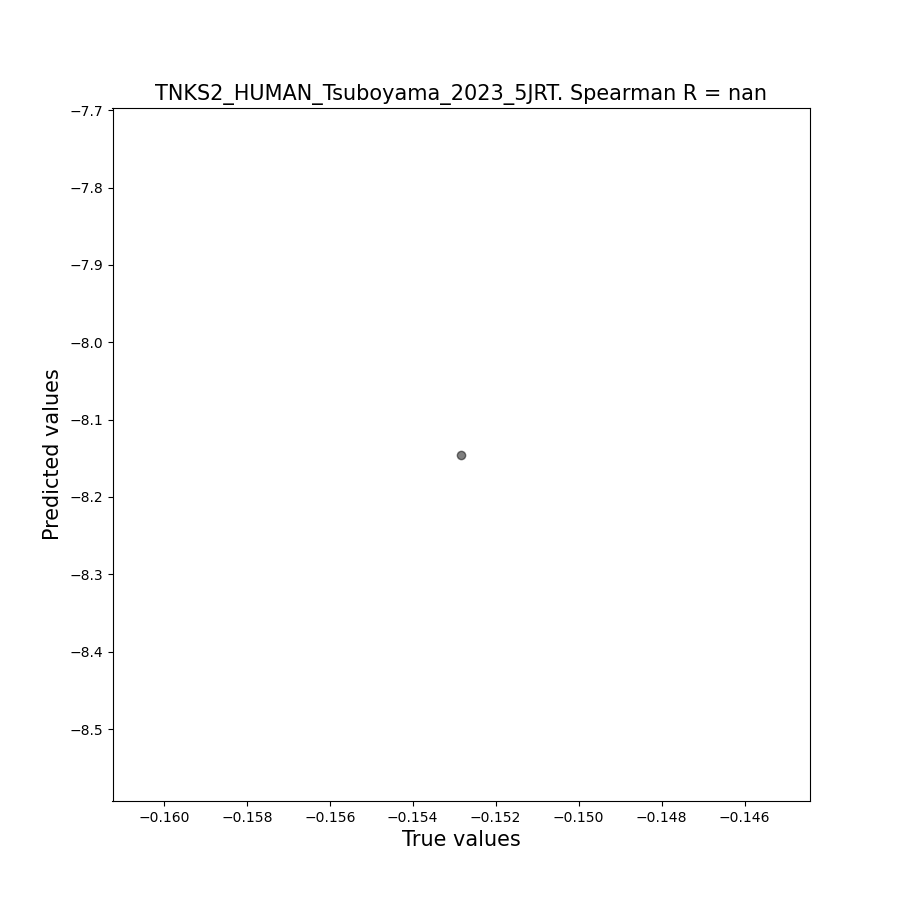 TNKS2_HUMAN_Tsuboyama_2023_5JRT. Spearman R = nan
−7.7
−7.8
−7.9
−8.0
−8.1
−8.2
−8.3
−8.4
−8.5
Predicted values
−0.160 −0.158 −0.156 −0.154 −0.152 −0.150 −0.148 −0.146
True values